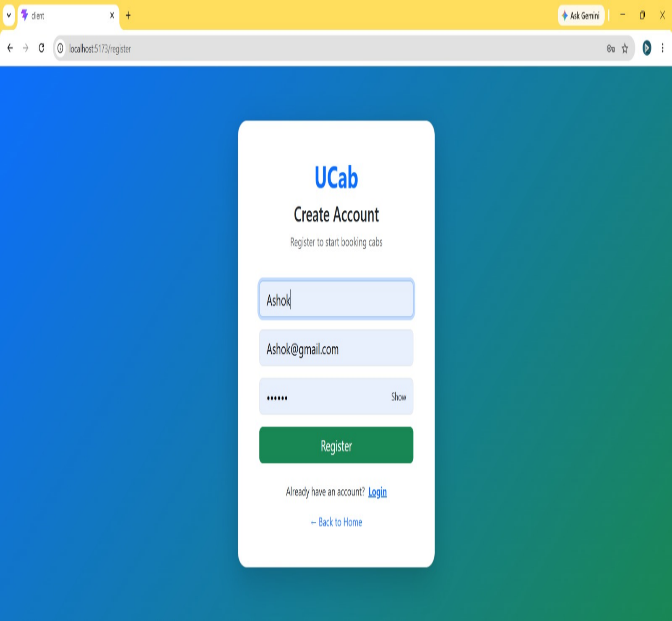 client
Ask Gemini
localhost:5173/register
UCab
Create Account
Register to start booking cabs
Ashok
Ashok@gmail.com
•••••• Show
Register
Already have an account? Login
← Back to Home